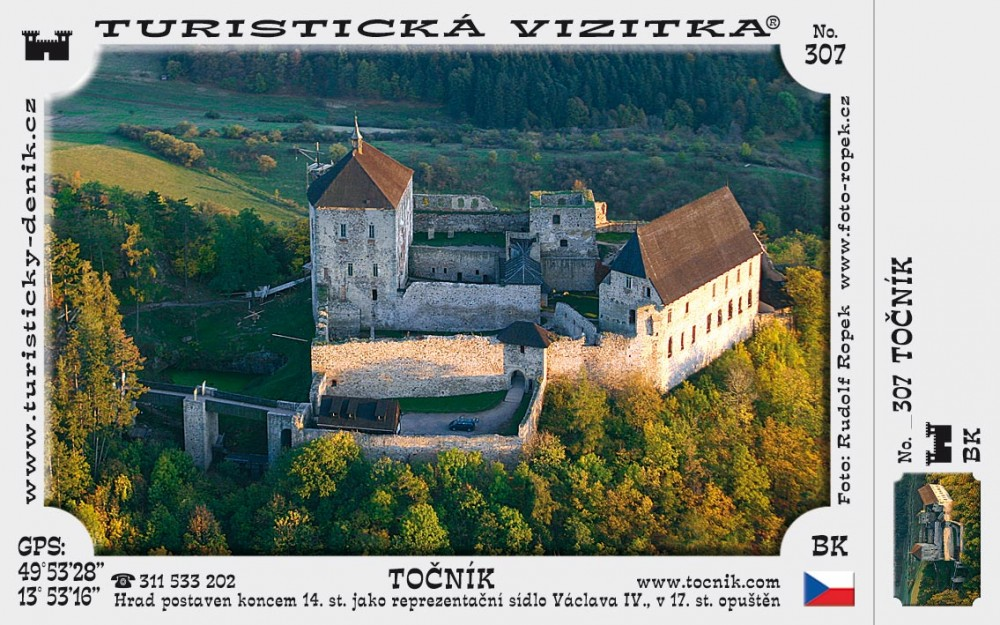 TURISTICKÁ VIZITKA®
No.
307
www.turisticky-denik.cz
Foto: Rudolf Ropek www.foto-ropek.cz
GPS:
49°53'28"
13°53'16"
☎ 311 533 202
TOČNÍK
www.tocnik.com
Hrad postaven koncem 14. st. jako reprezentační sídlo Václava IV., v 17. st. opuštěn
BK
No. _307 TOČNÍK
BK